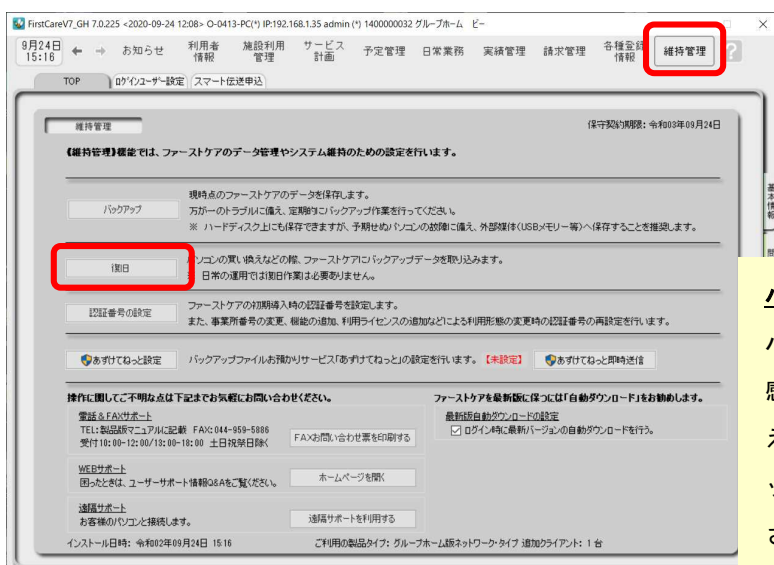 FirstCareV7_GH 7.0.225 <2020-09-24 12:08> O-0413-PC(*) IP:192.168.1.35 admin (*) 1400000032 グループホーム ビー
9月24日 15:16 ← → お知らせ 利用者情報 施設利用管理 サービス計画 予定管理 日常業務 実績管理 請求管理 各種登録情報 維持管理 ?
TOP ログインユーザー設定 スマート伝送申込
維持管理 保守契約期限: 令和03年09月24日
《維持管理》機能では、ファーストケアのデータ管理やシステム維持のための設定を行います。
現時点のファーストケアのデータを保存します。
バックアップ 万が一のトラブルに備え、定期的にバックアップ作業を行ってください。
※ ハードディスク上にも保存できますが、予期せぬパソコンの故障に備え、外部媒体(USBメモリー等)へ保存することを推奨します。
パソコンの買い換えなどの際、ファーストケアにバックアップデータを取り込みます。
復旧
※ 日常の運用では復旧作業は必要ありません。
ファーストケアの初期導入時の認証番号を設定します。
認証番号の設定
また、事業所番号の変更、機能の追加、利用ライセンスの追加などによる利用形態の変更時の認証番号の再設定を行います。
あずけてねっと設定 バックアップファイルお預かりサービス「あずけてねっと」の設定を行います。【未設定】 あずけてねっと即時送信
操作に関してご不明な点は下記までお気軽にお問い合わせください。 ファーストケアを最新版に保つには「自動ダウンロード」をお勧めします。
電話&FAXサポート 最新版自動ダウンロードの設定
TEL:製品版マニュアルに記載 FAX:044-959-5886 ログイン時に最新バージョンの自動ダウンロードを行う。
受付10:00-12:00/13:00-18:00 土日祝祭日除く FAXお問い合わせ票を印刷する
WEBサポート
困ったときは、ユーザーサポート情報Q&Aをご覧ください。 ホームページを開く
遠隔サポート
お客様のパソコンと接続します。 遠隔サポートを利用する
インストール日時: 令和02年09月24日 15:16 ご利用の製品タイプ: グループホーム版ネットワーク・タイプ 追加クライアント: 1 台
基本情報